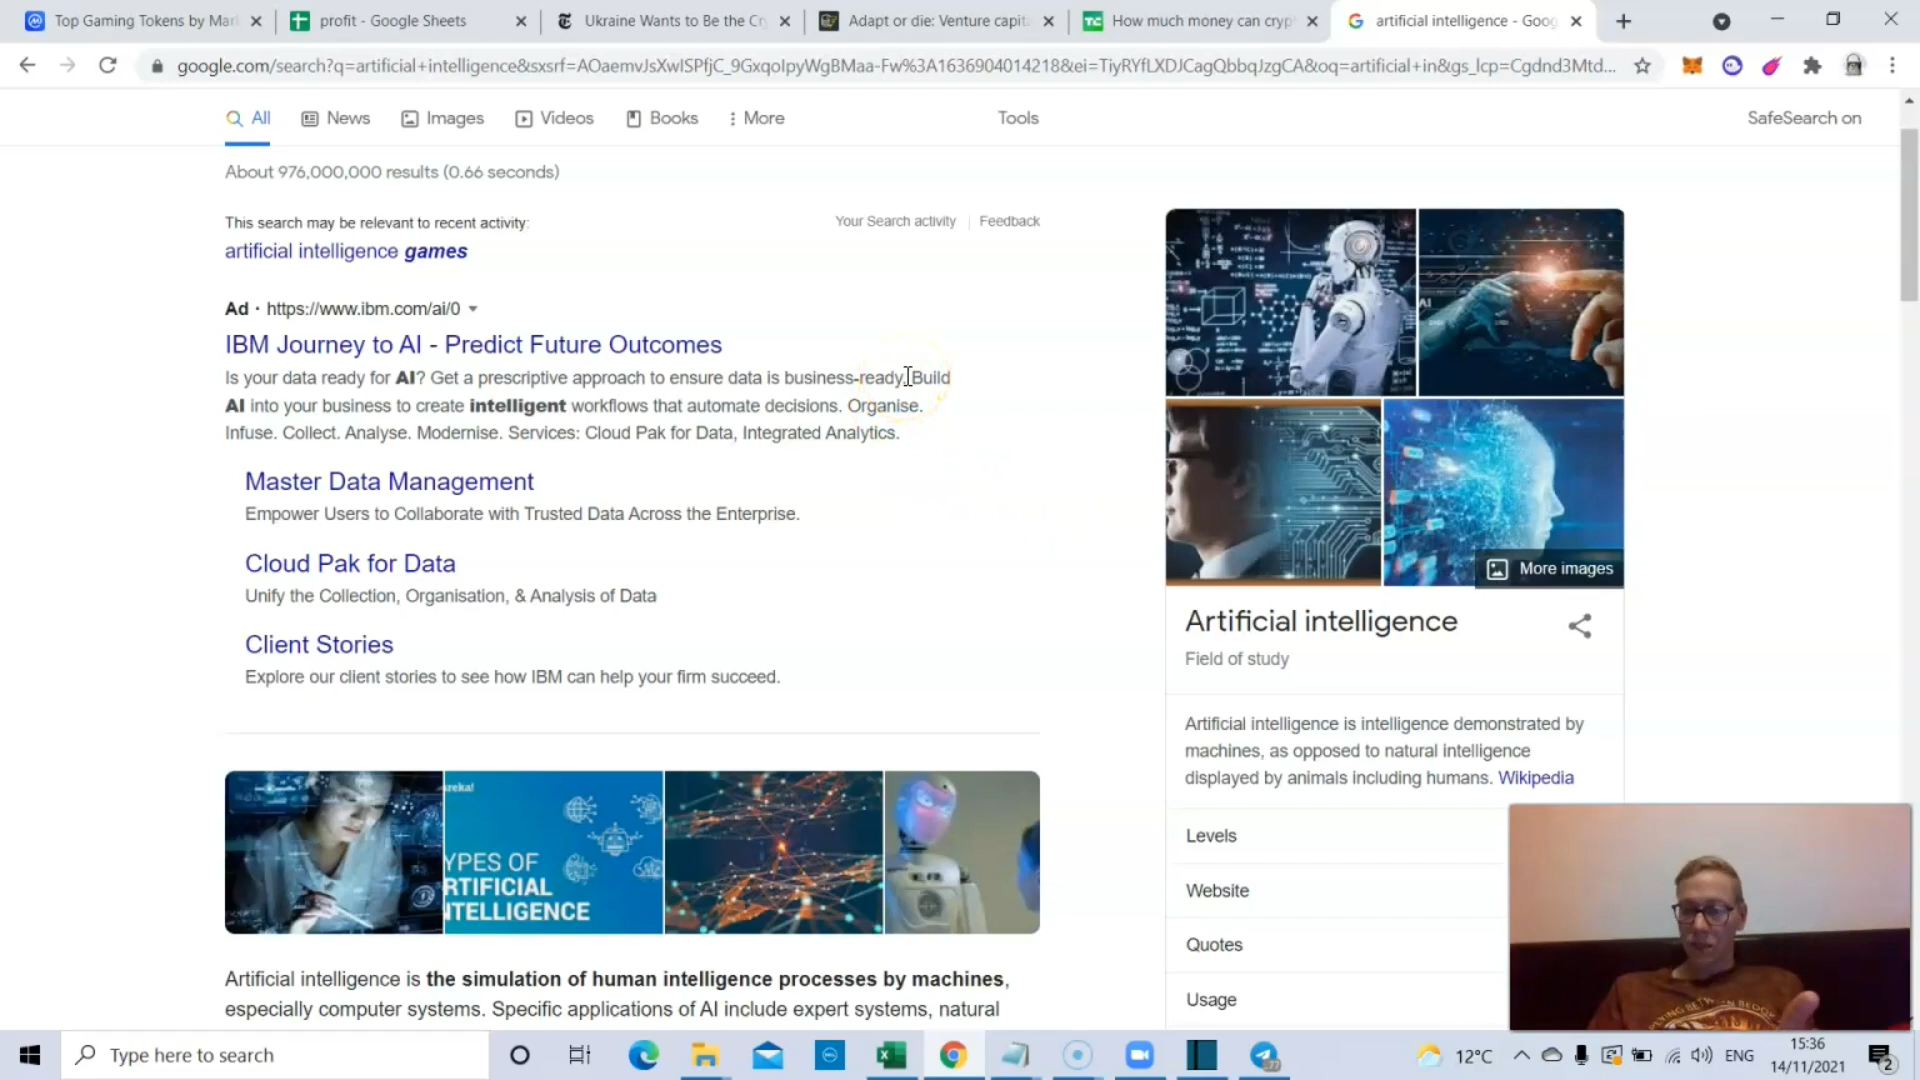 Top Gaming Tokens by Mar
profit - Google Sheets
Ukraine Wants to Be the Cr
Adapt or die: Venture capit
How much money can cryp
artificial intelligence - Goog
google.com/search?q=artificial+intelligence&sxsrf=AOaemvJsXwISPfjC_9GxqoIpyWgBMaa-Fw%3A1636904014218&ei=TiyRYfLXDJCagQbbqJzgCA&oq=artificial+in&gs_lcp=Cgdnd3Mtd...
All News Images Videos Books More Tools SafeSearch on
About 976,000,000 results (0.66 seconds)
This search may be relevant to recent activity:
Your Search activity Feedback
artificial intelligence games
Ad · https://www.ibm.com/ai/0
IBM Journey to AI - Predict Future Outcomes
Is your data ready for AI? Get a prescriptive approach to ensure data is business-ready. Build
AI into your business to create intelligent workflows that automate decisions. Organise.
Infuse. Collect. Analyse. Modernise. Services: Cloud Pak for Data, Integrated Analytics.
Master Data Management
Empower Users to Collaborate with Trusted Data Across the Enterprise.
Cloud Pak for Data
Unify the Collection, Organisation, & Analysis of Data
Client Stories
Explore our client stories to see how IBM can help your firm succeed.
reka!
YPES OF
RTIFICIAL
NTELLIGENCE
Artificial intelligence is the simulation of human intelligence processes by machines,
especially computer systems. Specific applications of AI include expert systems, natural
AI
More images
Artificial intelligence
Field of study
Artificial intelligence is intelligence demonstrated by
machines, as opposed to natural intelligence
displayed by animals including humans. Wikipedia
Levels
Website
Quotes
Usage
Type here to search
12°C
ENG
15:36
14/11/2021
2